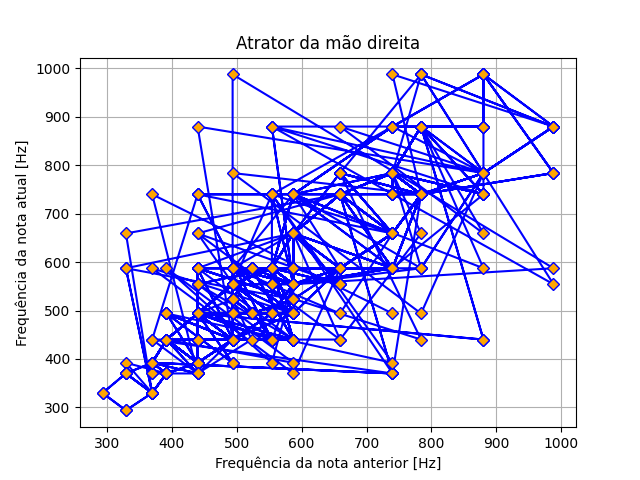 Atrator da mão direita
Frequência da nota atual [Hz]
1000
900
800
700
600
500
400
300
300 400 500 600 700 800 900 1000
Frequência da nota anterior [Hz]